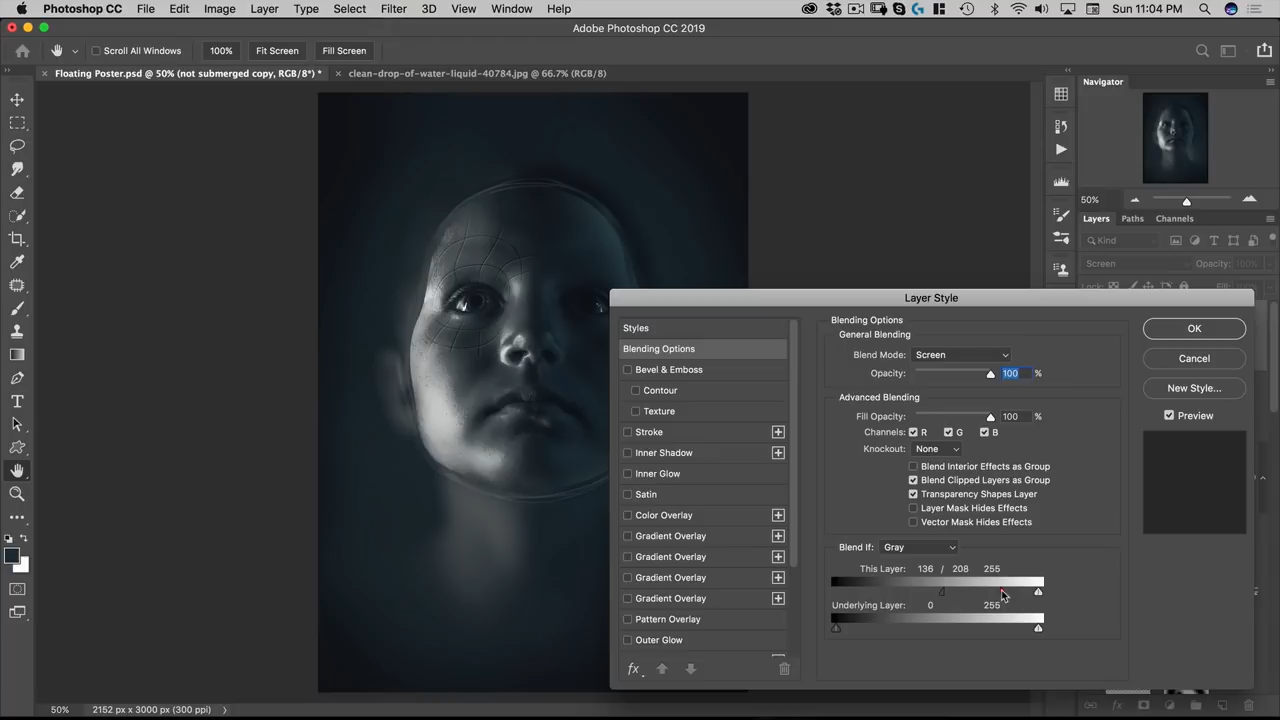 Photoshop CC File Edit Image Layer Type Select Filter 3D View Window Help Sun 11:04 PM
Adobe Photoshop CC 2019
Scroll All Windows 100% Fit Screen Fill Screen
Floating Poster.psd @ 50% (not submerged copy, RGB/8*) * clean-drop-of-water-liquid-40784.jpg @ 66.7% (RGB/8)
Navigator
50%
Layers Paths Channels
Kind
Screen Opacity: 100%
Layer Style
Styles
Blending Options
Bevel & Emboss
Contour
Texture
Stroke
Inner Shadow
Inner Glow
Satin
Color Overlay
Gradient Overlay
Gradient Overlay
Gradient Overlay
Gradient Overlay
Pattern Overlay
Outer Glow
fx
Blending Options
General Blending
Blend Mode: Screen
Opacity: 100 %
Advanced Blending
Fill Opacity: 100 %
Channels: R G B
Knockout: None
Blend Interior Effects as Group
Blend Clipped Layers as Group
Transparency Shapes Layer
Layer Mask Hides Effects
Vector Mask Hides Effects
Blend If: Gray
This Layer: 136 / 208 255
Underlying Layer: 0 255
OK
Cancel
New Style...
Preview
50% 2152 px x 3000 px (300 ppi)
fx